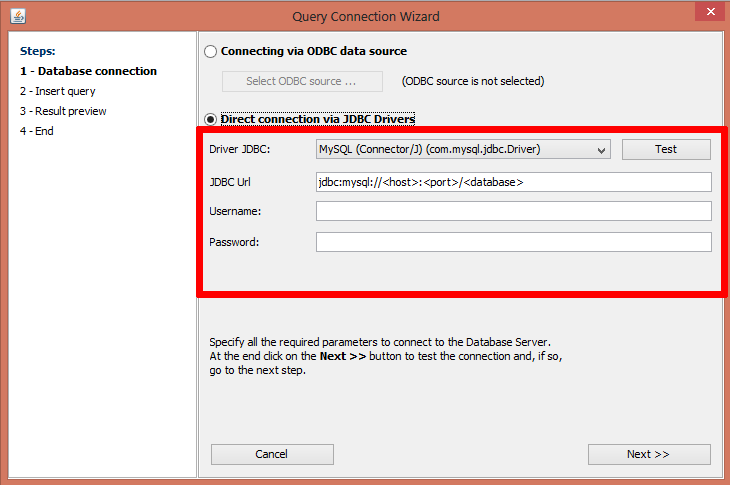 Query Connection Wizard
Steps:
1 - Database connection
2 - Insert query
3 - Result preview
4 - End
Connecting via ODBC data source
Select ODBC source ... (ODBC source is not selected)
Direct connection via JDBC Drivers
Driver JDBC: MySQL (Connector/J) (com.mysql.jdbc.Driver) Test
JDBC Url jdbc:mysql://<host>:<port>/<database>
Username:
Password:
Specify all the required parameters to connect to the Database Server.
At the end click on the Next >> button to test the connection and, if so,
go to the next step.
Cancel Next >>